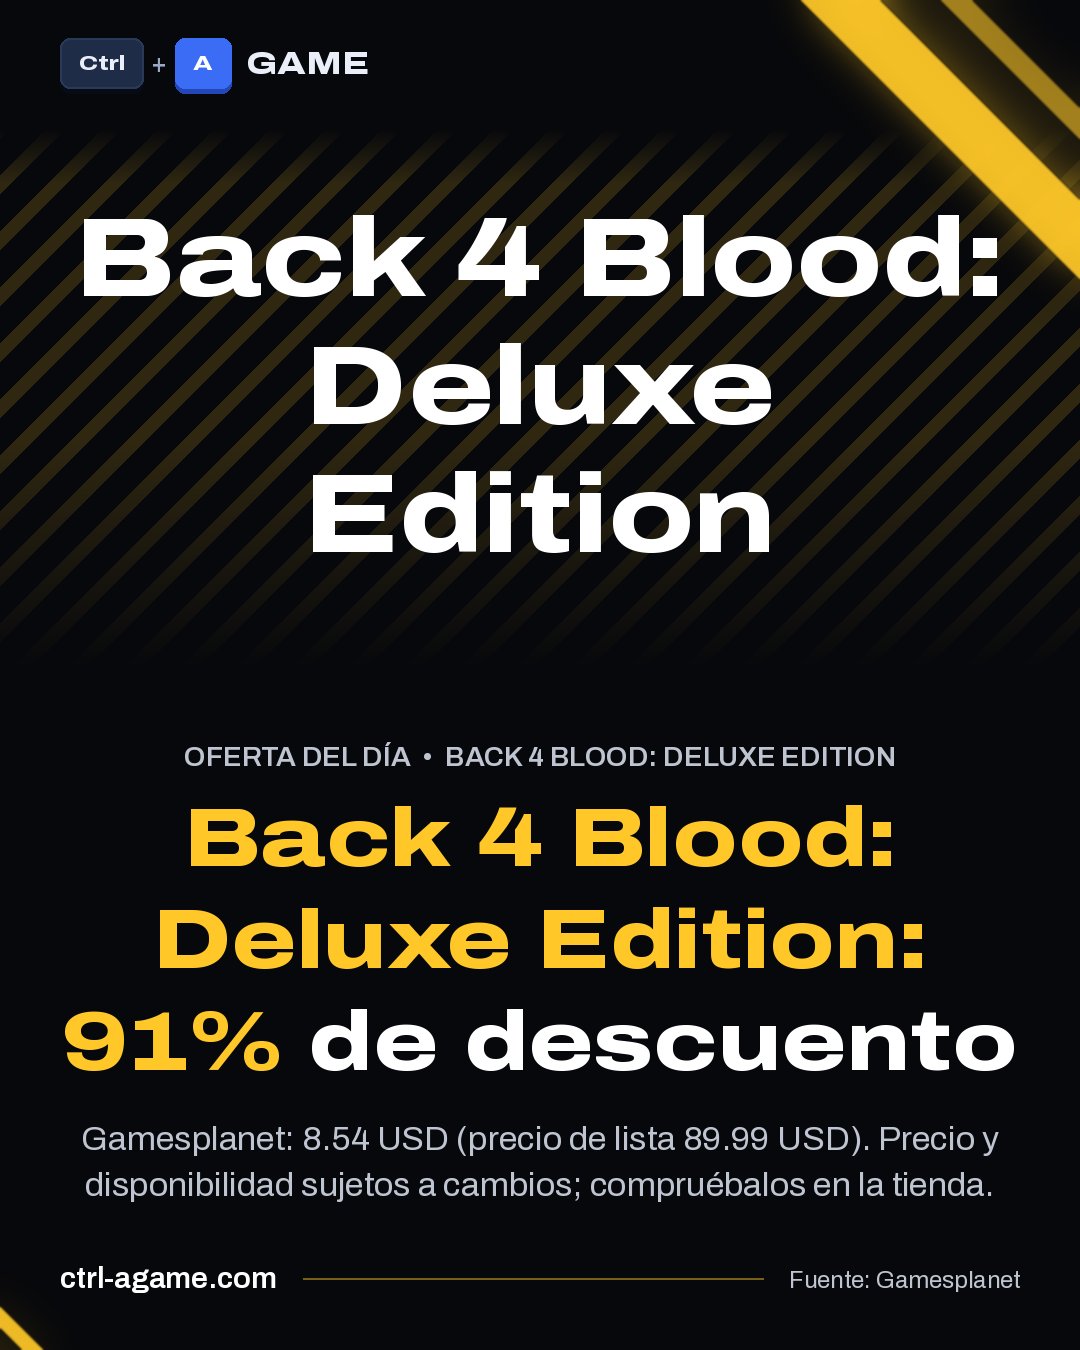 Ctrl + A GAME
Back 4 Blood:
Deluxe
Edition
OFERTA DEL DÍA • BACK 4 BLOOD: DELUXE EDITION
Back 4 Blood:
Deluxe Edition:
91% de descuento
Gamesplanet: 8.54 USD (precio de lista 89.99 USD). Precio y
disponibilidad sujetos a cambios; compruébalos en la tienda.
ctrl-agame.com
Fuente: Gamesplanet